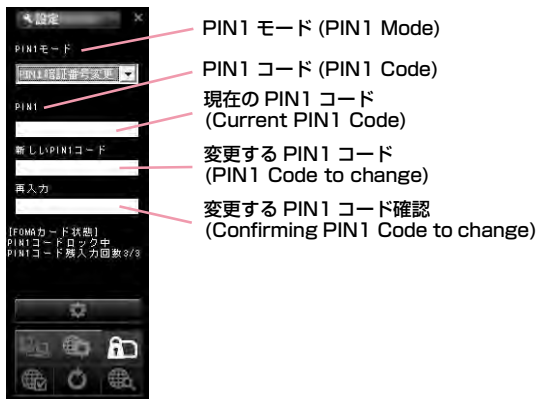 設定
×
PIN1モード
PIN1暗証番号変更
PIN1
新しいPIN1コード
再入力
[FOMAカード状態]
PIN1コードロック中
PIN1コード残入力回数3/3
PIN1 モード (PIN1 Mode)
PIN1 コード (PIN1 Code)
現在の PIN1 コード
(Current PIN1 Code)
変更する PIN1 コード
(PIN1 Code to change)
変更する PIN1 コード確認
(Confirming PIN1 Code to change)